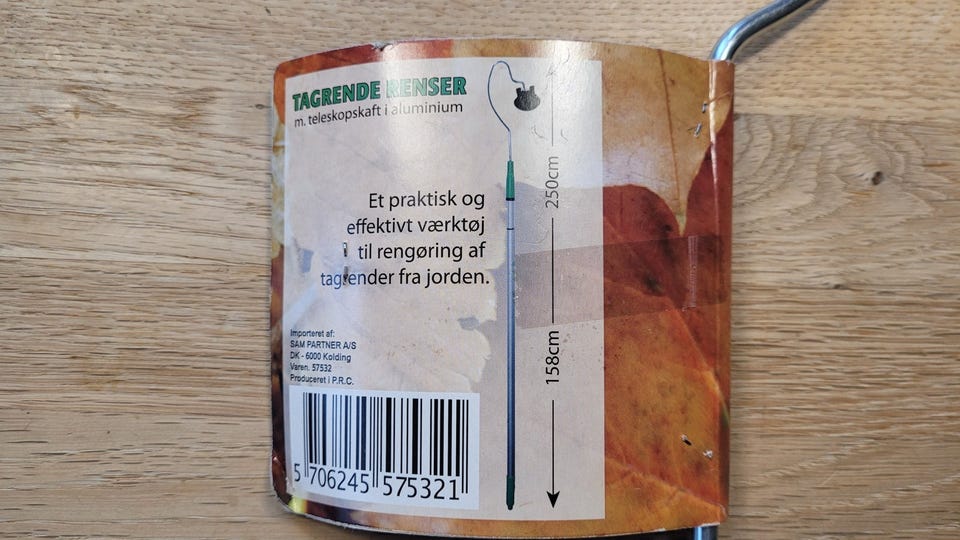 TAGRENDE RENSER
m. teleskopskaft i aluminium
Et praktisk og
effektivt værktøj
til rengøring af
tagrender fra jorden.
250cm
158cm
Importeret af:
SAM PARTNER A/S
DK - 6000 Kolding
Varen. 57532
Produceret i P.R.C.
5 706245 575321